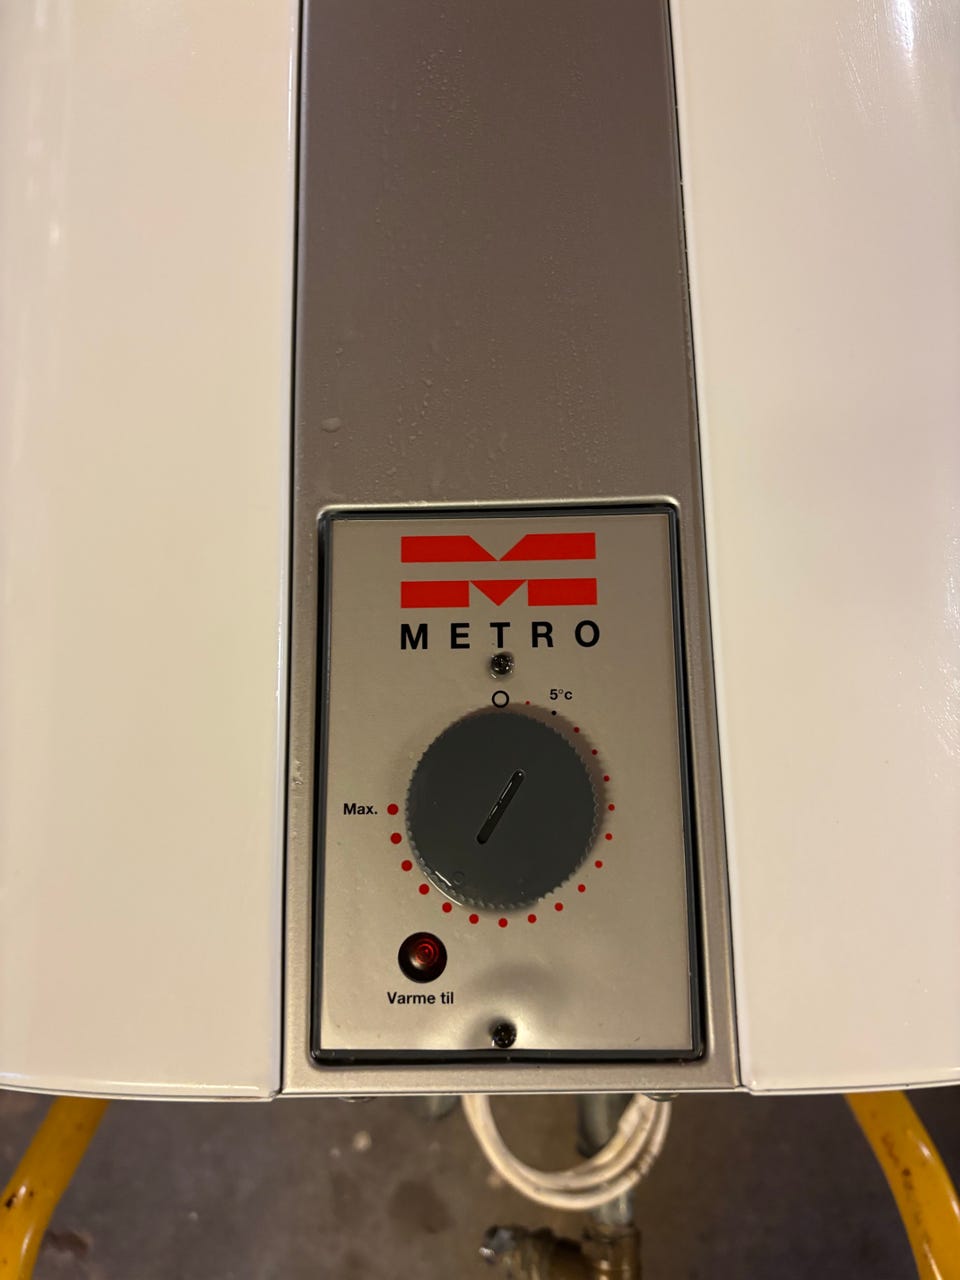 METRO
5°c
Max.
Varme til